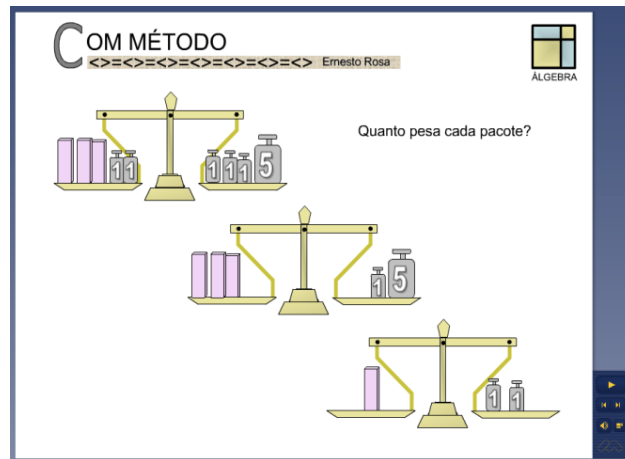 COM MÉTODO
<>=<>=<>=<>=<>=<>=<> Ernesto Rosa
ÁLGEBRA
Quanto pesa cada pacote?
1 1 1 1 1 5
1 5
1 1